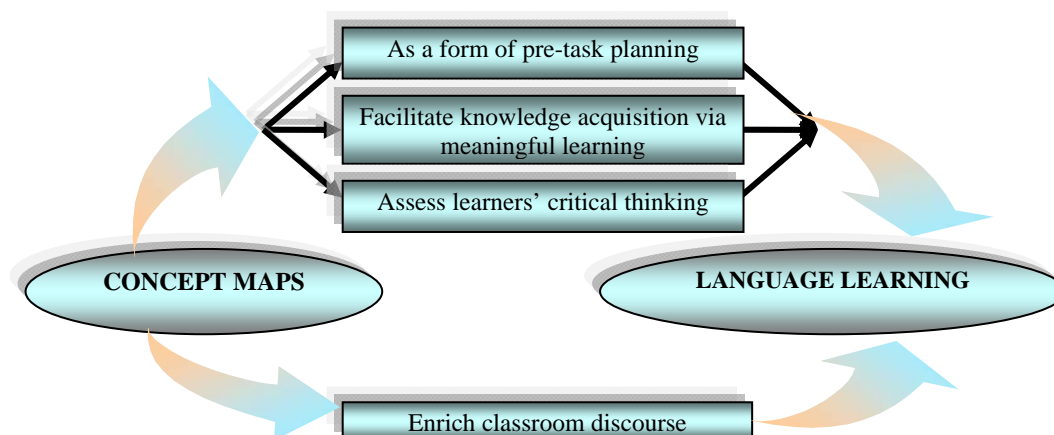 As a form of pre-task planning
Facilitate knowledge acquisition via
meaningful learning
Assess learners’ critical thinking
CONCEPT MAPS
LANGUAGE LEARNING
Enrich classroom discourse